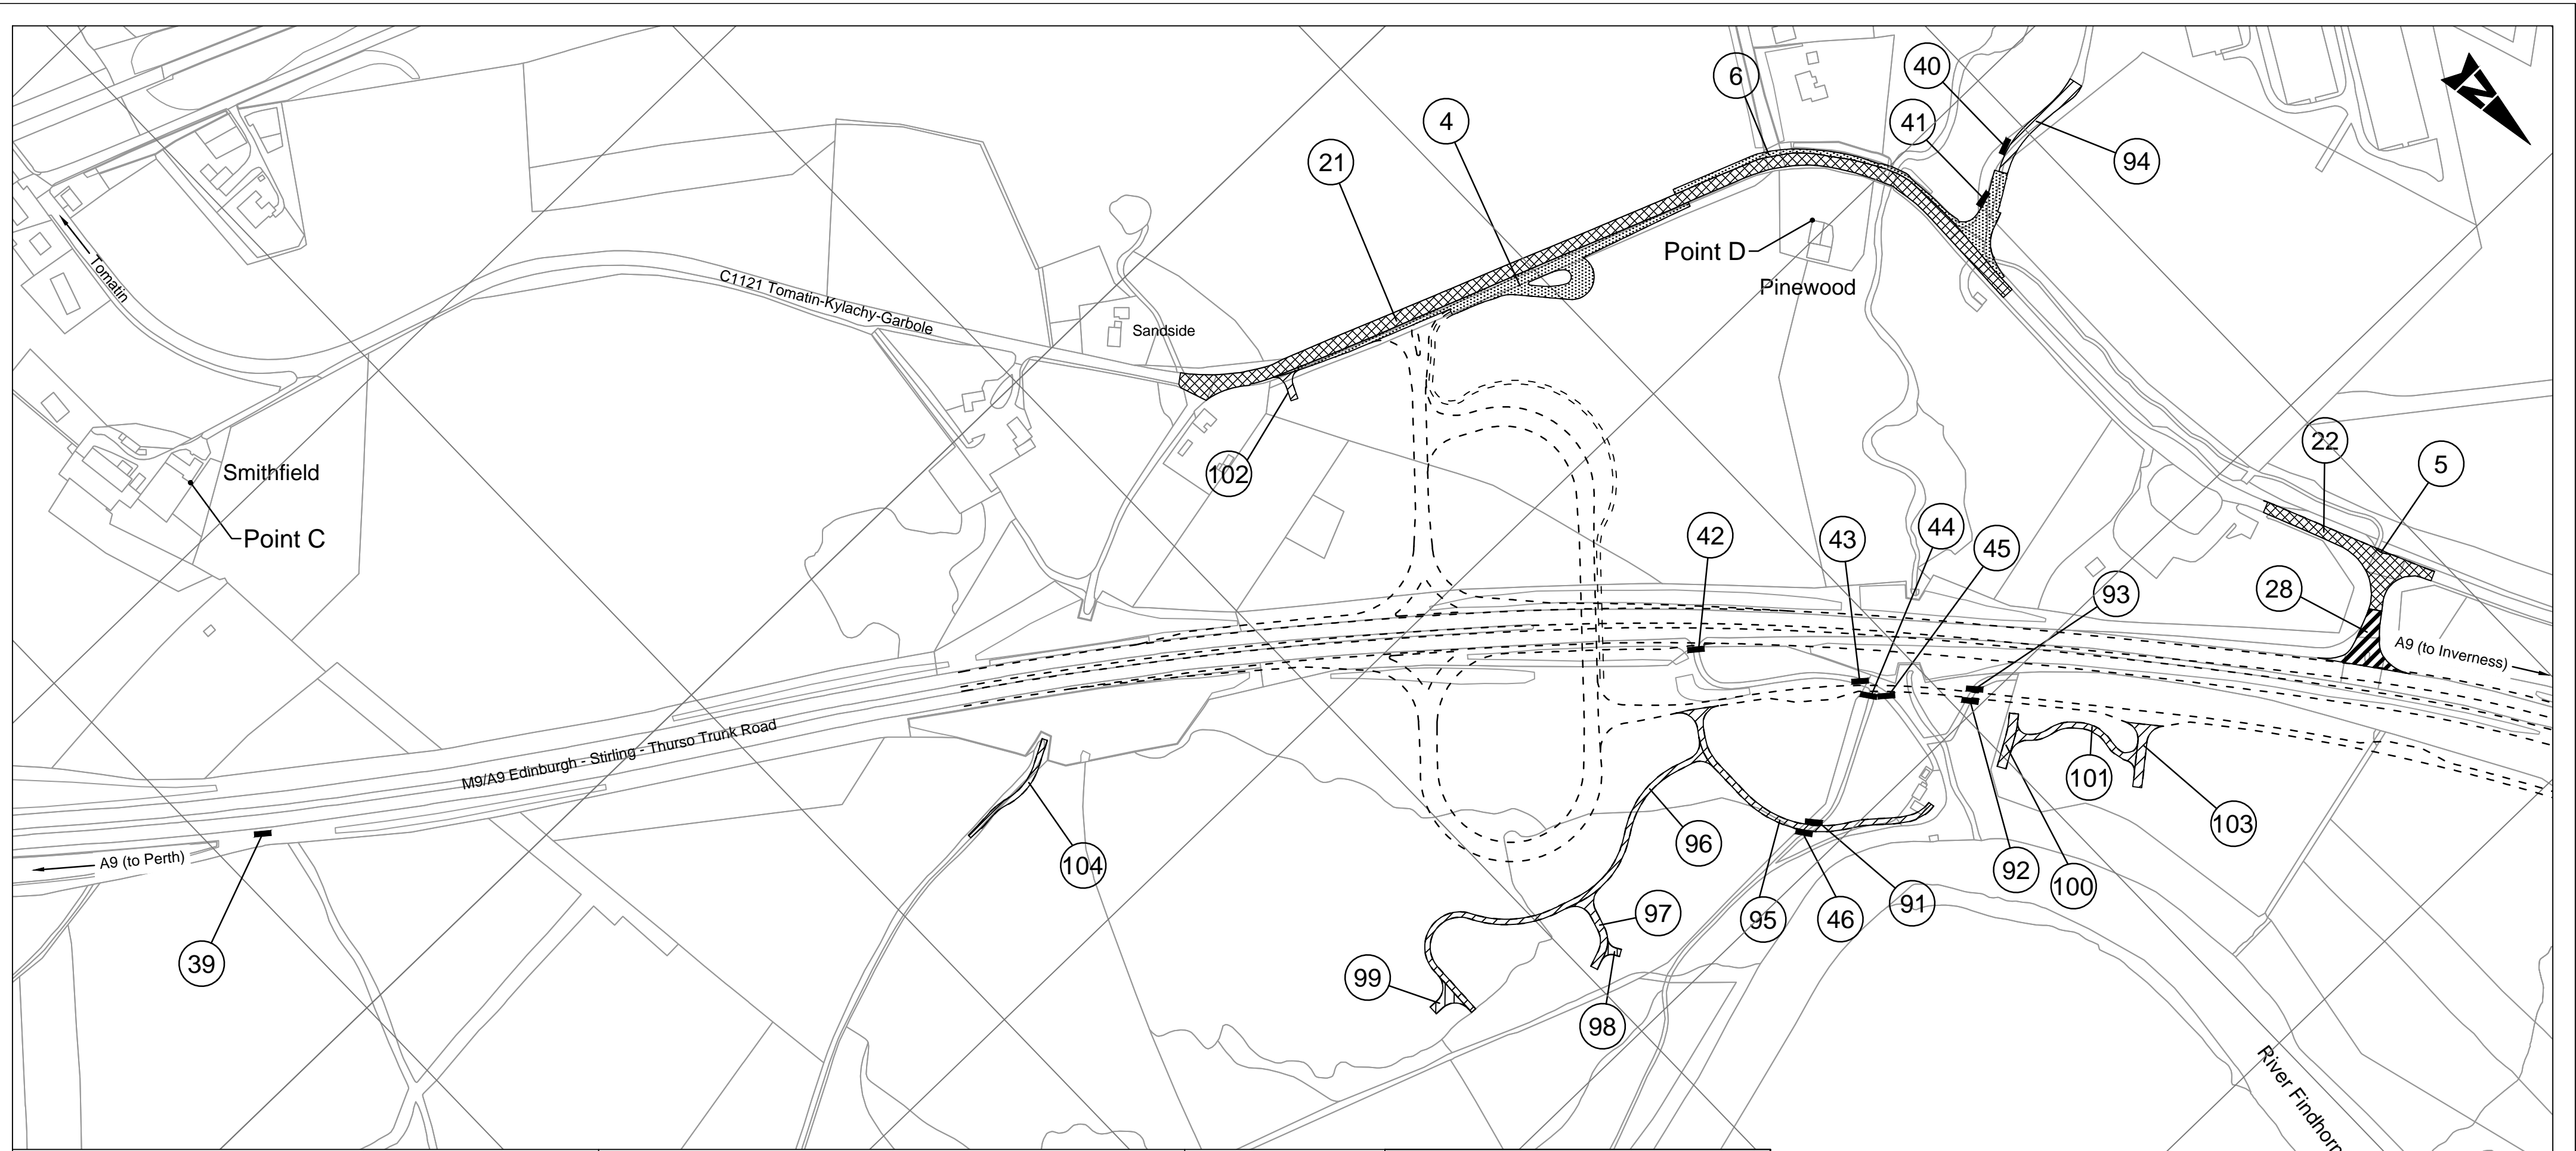 40
6
N
4
41
21
94
Point D
Tomatin
C1121 Tomatin-Kylachy-Garbole
Pinewood
Sandside
22
5
Smithfield
102
Point C
42
43
44
45
28
93
A9 (to Inverness)
M9/A9 Edinburgh - Stirling - Thurso Trunk Road
101
103
96
A9 (to Perth)
104
92
100
91
95
46
97
39
99
98
River Findhorn